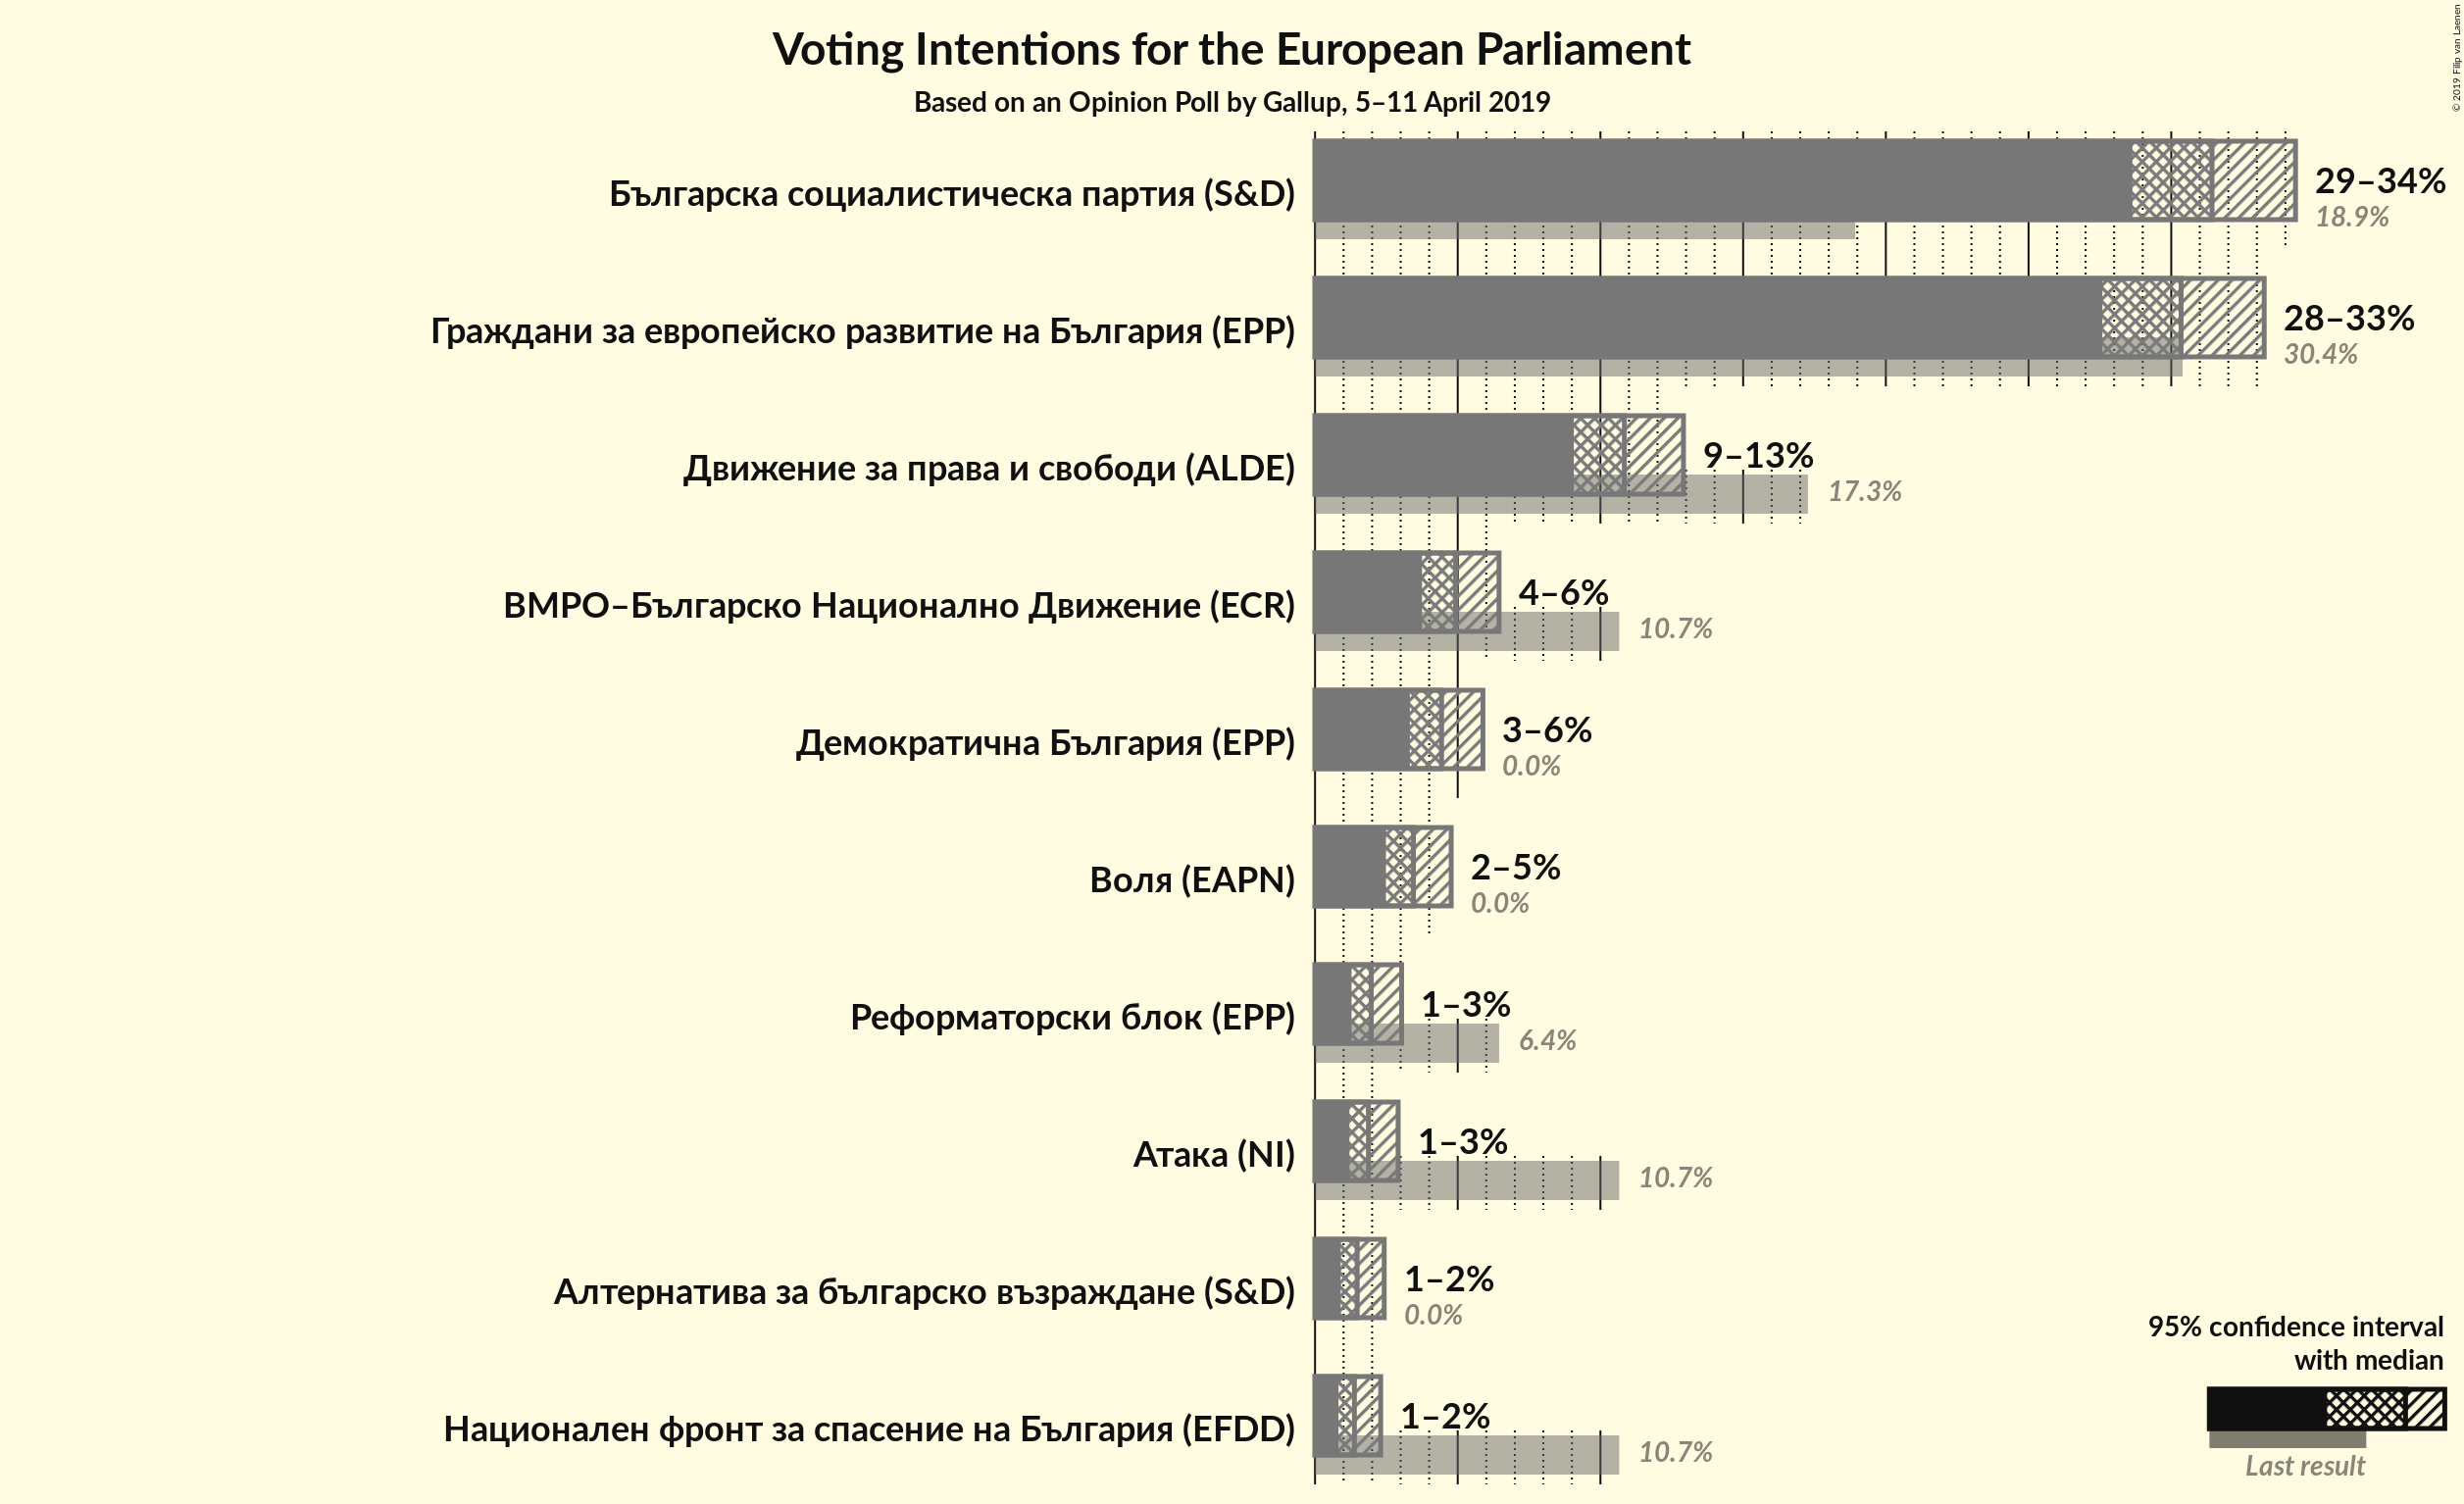 Voting Intentions for the European Parliament
Based on an Opinion Poll by Gallup, 5–11 April 2019
© 2019 Filip van Laenen
Българска социалистическа партия (S&D)
29–34%
18.9%
Граждани за европейско развитие на България (EPP)
28–33%
30.4%
Движение за права и свободи (ALDE)
9–13%
17.3%
ВМРО–Българско Национално Движение (ECR)
4–6%
10.7%
Демократична България (EPP)
3–6%
0.0%
Воля (EAPN)
2–5%
0.0%
Реформаторски блок (EPP)
1–3%
6.4%
Атака (NI)
1–3%
10.7%
Алтернатива за българско възраждане (S&D)
1–2%
0.0%
Национален фронт за спасение на България (EFDD)
1–2%
10.7%
95% confidence interval
with median
Last result